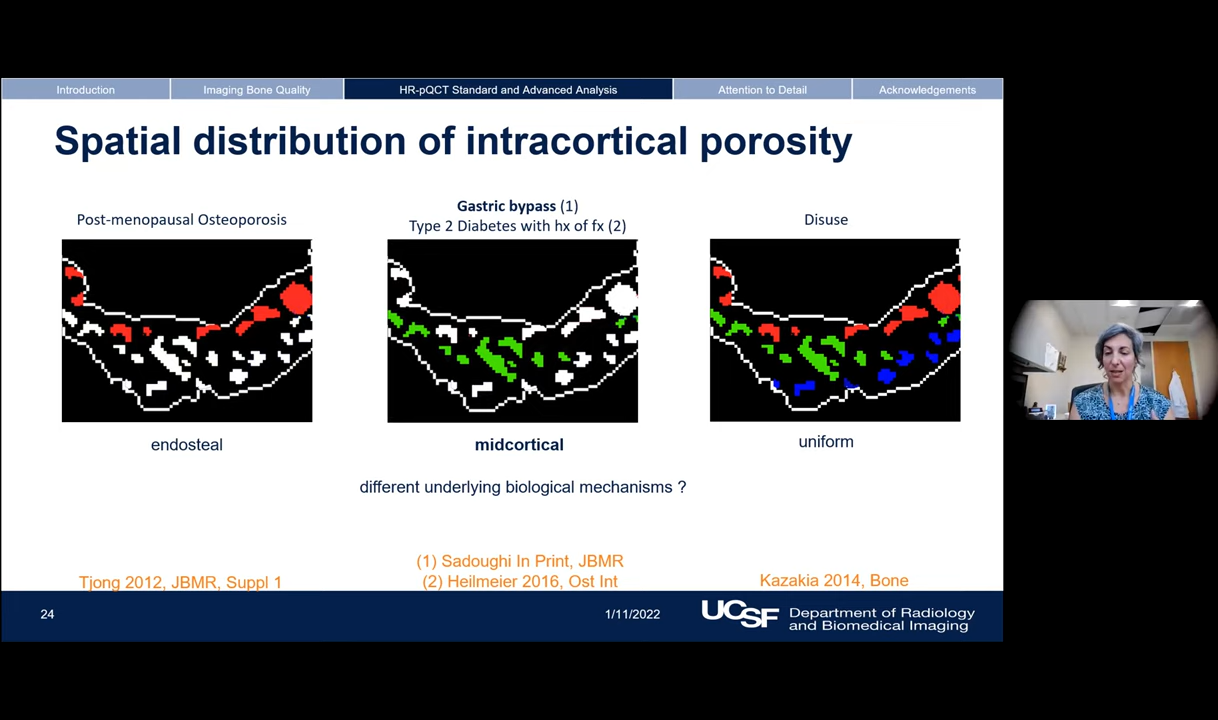 Introduction
Imaging Bone Quality
HR-pQCT Standard and Advanced Analysis
Attention to Detail
Acknowledgements
Spatial distribution of intracortical porosity
Post-menopausal Osteoporosis
Gastric bypass (1)
Type 2 Diabetes with hx of fx (2)
Disuse
endosteal
midcortical
uniform
different underlying biological mechanisms ?
Tjong 2012, JBMR, Suppl 1
(1) Sadoughi In Print, JBMR
(2) Heilmeier 2016, Ost Int
Kazakia 2014, Bone
24
1/11/2022
UCSF
Department of Radiology
and Biomedical Imaging